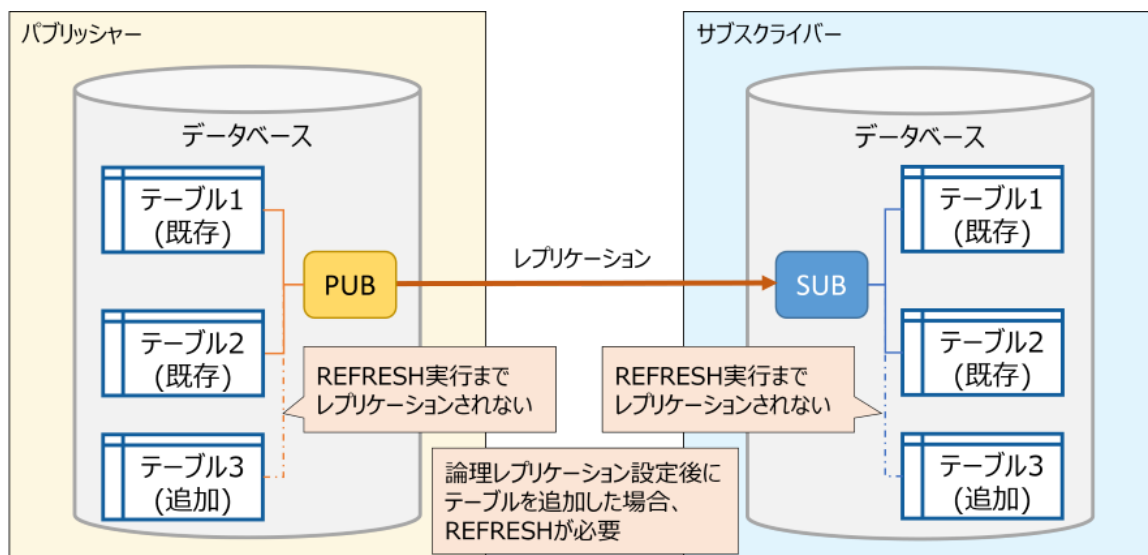 パブリッシャー
データベース
テーブル1
(既存)
テーブル2
(既存)
テーブル3
(追加)
PUB
REFRESH実行まで
レプリケーションされない
レプリケーション
論理レプリケーション設定後に
テーブルを追加した場合、
REFRESHが必要
サブスクライバー
データベース
SUB
テーブル1
(既存)
テーブル2
(既存)
テーブル3
(追加)
REFRESH実行まで
レプリケーションされない